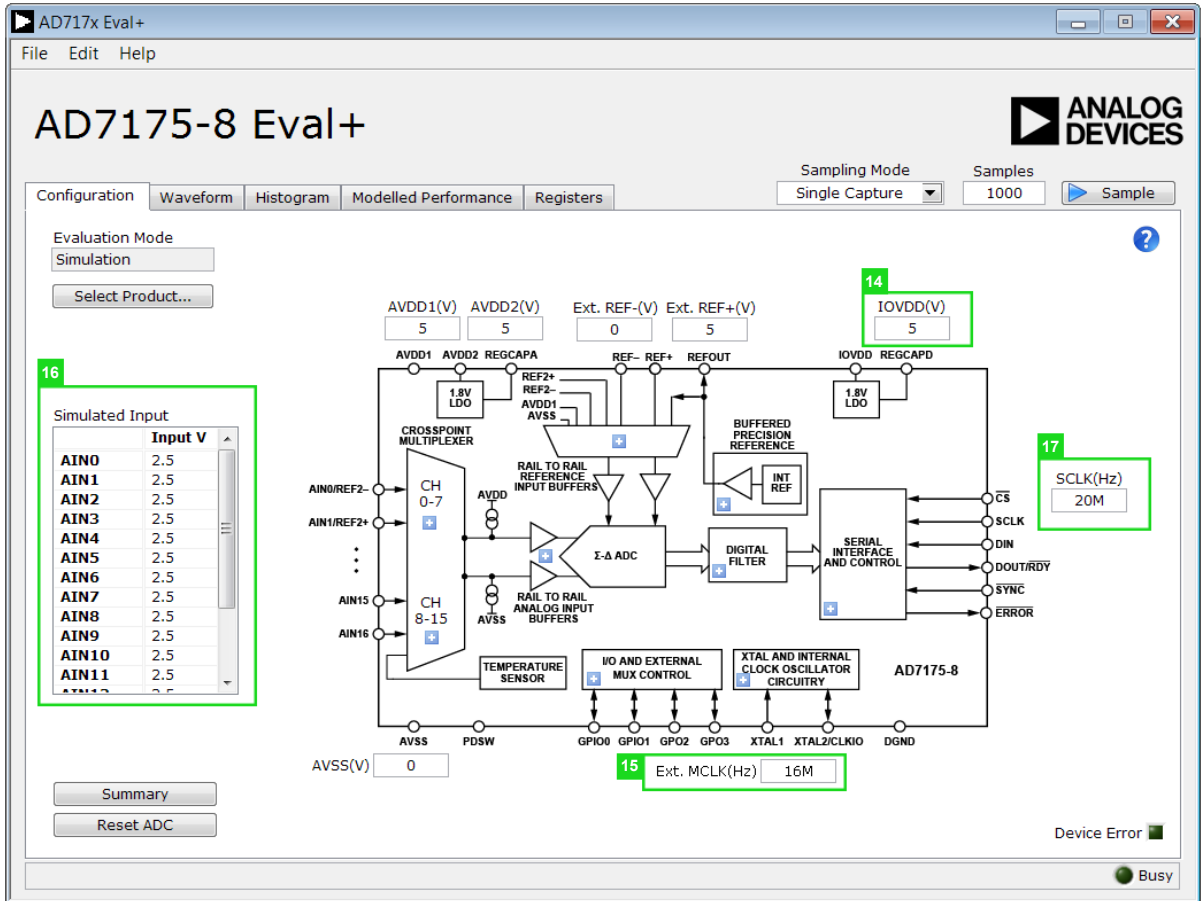 AD717x Eval+
File Edit Help
AD7175-8 Eval+
ANALOG
DEVICES
Sampling Mode
Samples
Single Capture
1000
Sample
Configuration
Waveform
Histogram
Modelled Performance
Registers
Evaluation Mode
Simulation
?
Select Product...
14
AVDD1(V) AVDD2(V) Ext. REF-(V) Ext. REF+(V) IOVDD(V)
5 5 0 5 5
AVDD1 AVDD2 REGCAPA REF– REF+ REFOUT IOVDD REGCAPD
16
Simulated Input
Input V
AIN0 2.5
AIN1 2.5
AIN2 2.5
AIN3 2.5
AIN4 2.5
AIN5 2.5
AIN6 2.5
AIN7 2.5
AIN8 2.5
AIN9 2.5
AIN10 2.5
AIN11 2.5
1.8V
LDO
REF2+
REF2–
AVDD1
AVSS
1.8V
LDO
CROSSPOINT
MULTIPLEXER
BUFFERED
PRECISION
REFERENCE
INT
REF
RAIL TO RAIL
REFERENCE
INPUT BUFFERS
17
SCLK(Hz)
20M
AIN0/REF2–
AIN1/REF2+
AIN15
AIN16
CH
0-7
CH
8-15
AVDD
AVSS
Σ-Δ ADC
RAIL TO RAIL
ANALOG INPUT
BUFFERS
DIGITAL
FILTER
SERIAL
INTERFACE
AND CONTROL
CS
SCLK
DIN
DOUT/RDY
SYNC
ERROR
TEMPERATURE
SENSOR
I/O AND EXTERNAL
MUX CONTROL
XTAL AND INTERNAL
CLOCK OSCILLATOR
CIRCUITRY
AD7175-8
AVSS PDSW GPIO0 GPIO1 GPO2 GPO3 XTAL1 XTAL2/CLKIO DGND
AVSS(V) 0
15
Ext. MCLK(Hz) 16M
Summary
Reset ADC
Device Error
Busy